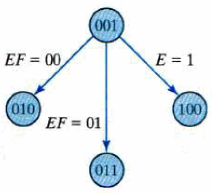 001
EF = 00
E = 1
010
100
EF = 01
011